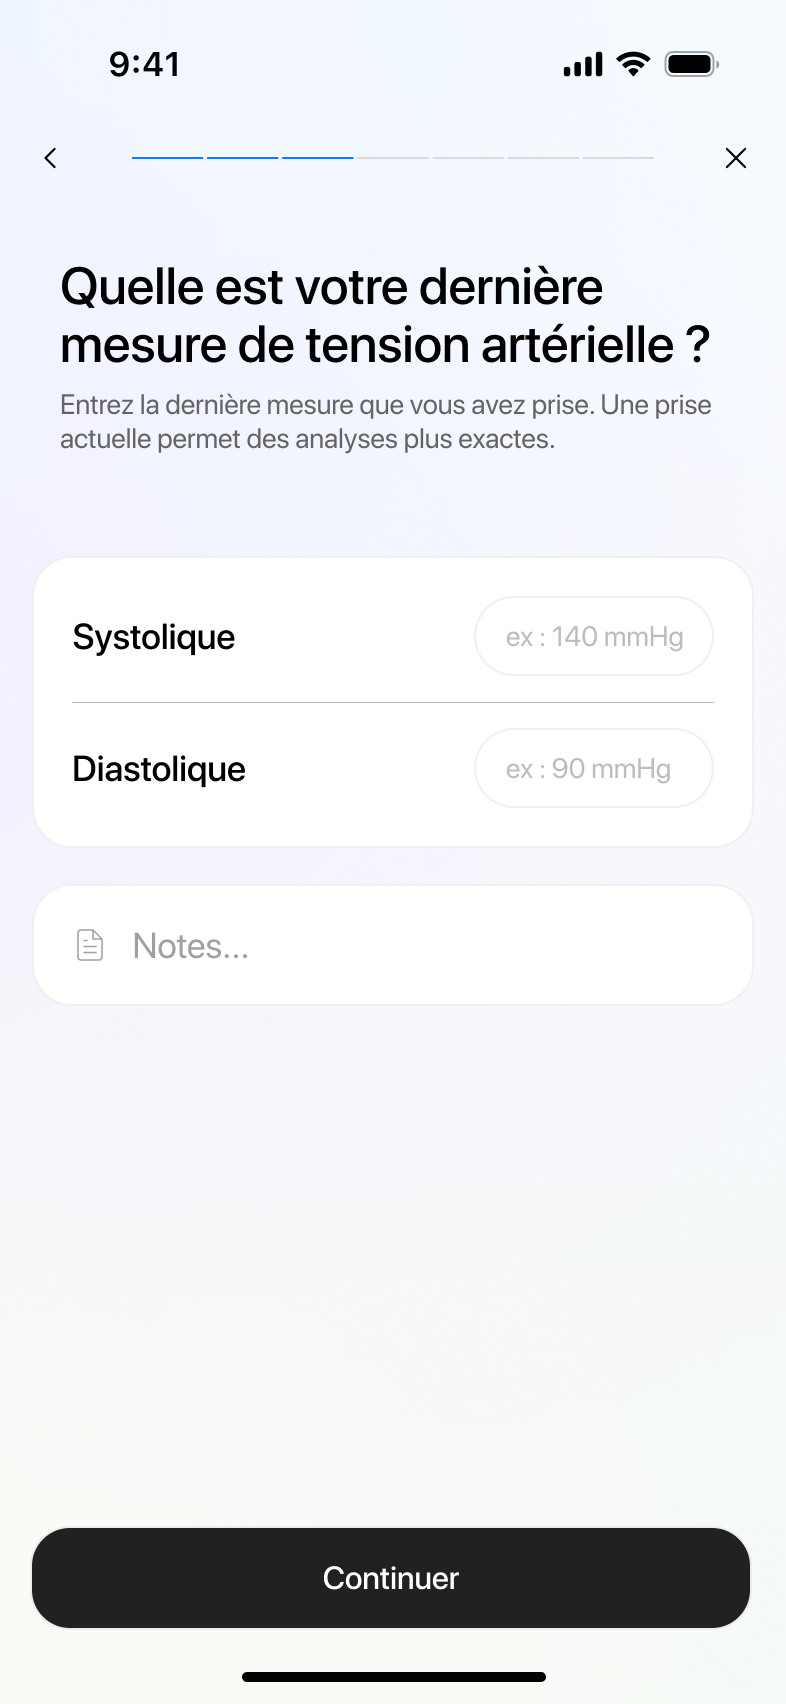 9:41
Quelle est votre dernière
mesure de tension artérielle ?
Entrez la dernière mesure que vous avez prise. Une prise
actuelle permet des analyses plus exactes.
Systolique
ex : 140 mmHg
Diastolique
ex : 90 mmHg
Notes...
Continuer